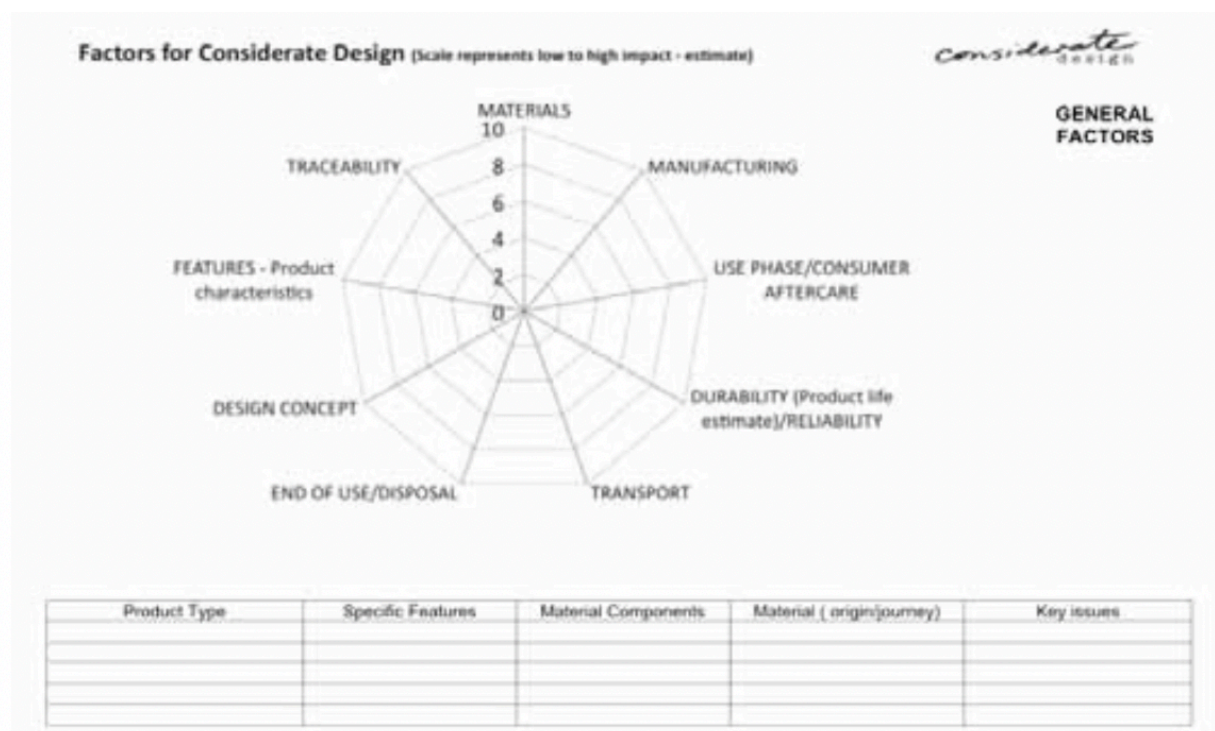 Factors for Considerate Design (Scale represents low to high impact - estimate)
considerate
design
GENERAL
FACTORS
MATERIALS
10
8
6
4
2
0
MANUFACTURING
USE PHASE/CONSUMER
AFTERCARE
DURABILITY (Product life
estimate)/RELIABILITY
TRANSPORT
END OF USE/DISPOSAL
DESIGN CONCEPT
FEATURES - Product
characteristics
TRACEABILITY
Product Type
Specific Features
Material Components
Material ( origin/journey)
Key issues